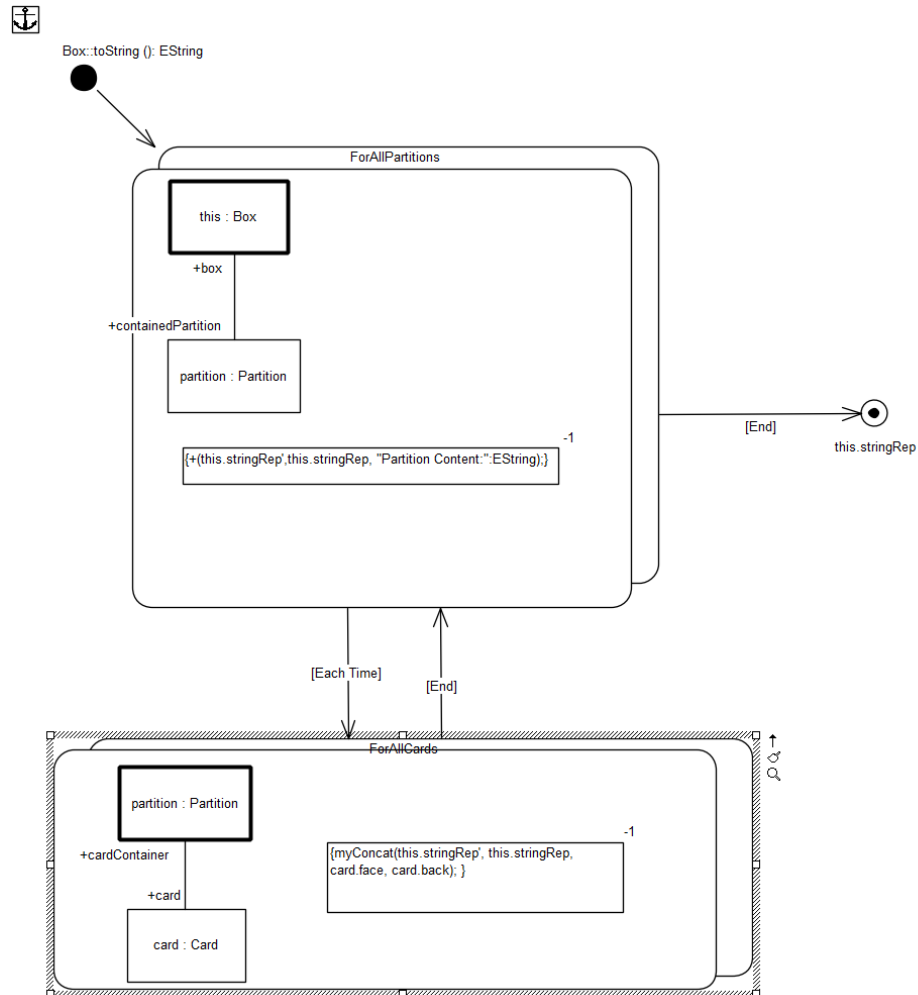 Box::toString (): EString
ForAllPartitions
this : Box
+box
+containedPartition
partition : Partition
-1
{+(this.stringRep',this.stringRep, "Partition Content:":EString);}
[End]
this.stringRep
[Each Time]
[End]
ForAllCards
partition : Partition
+cardContainer
+card
card : Card
-1
{myConcat(this.stringRep', this.stringRep,
card.face, card.back); }